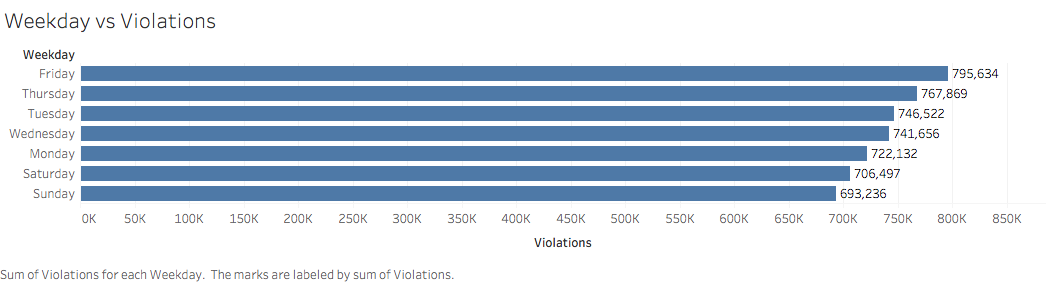 Weekday vs Violations
Weekday
Friday 795,634
Thursday 767,869
Tuesday 746,522
Wednesday 741,656
Monday 722,132
Saturday 706,497
Sunday 693,236
0K 50K 100K 150K 200K 250K 300K 350K 400K 450K 500K 550K 600K 650K 700K 750K 800K 850K
Violations
Sum of Violations for each Weekday. The marks are labeled by sum of Violations.